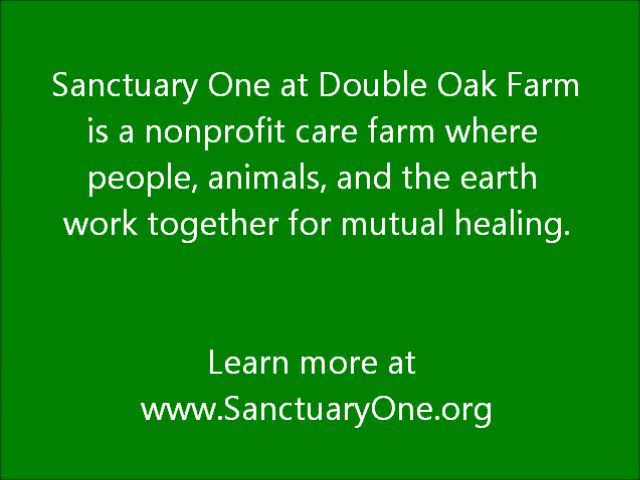 Sanctuary One at Double Oak Farm
is a nonprofit care farm where
people, animals, and the earth
work together for mutual healing.
Learn more at
www.SanctuaryOne.org